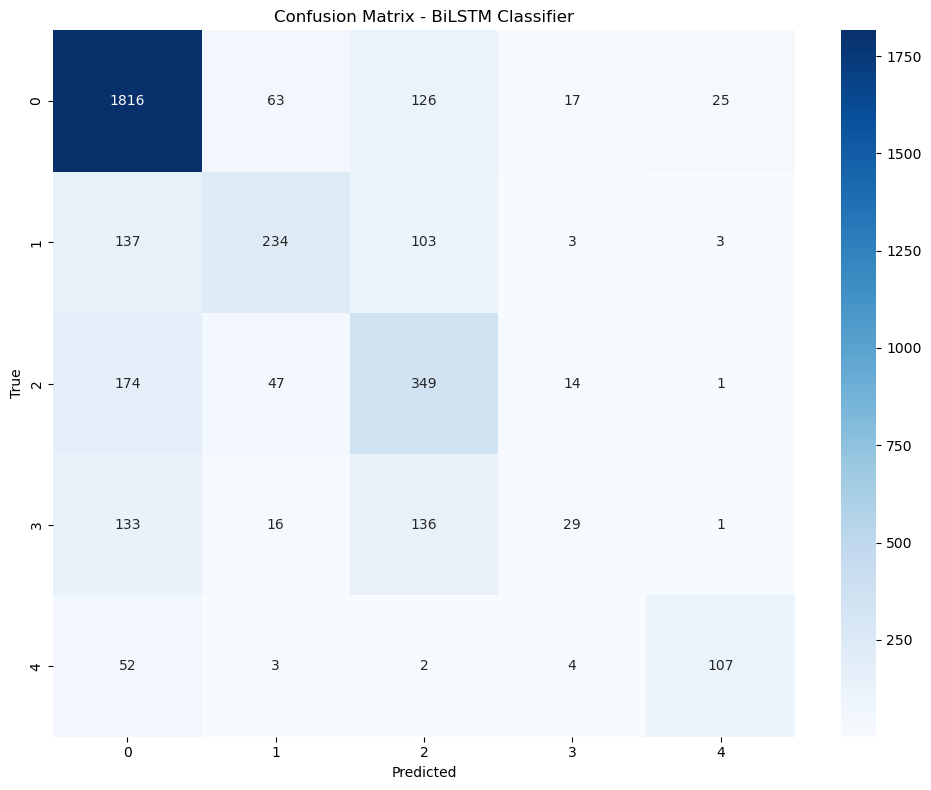 Confusion Matrix - BiLSTM Classifier
True
0 1816 63 126 17 25
1 137 234 103 3 3
2 174 47 349 14 1
3 133 16 136 29 1
4 52 3 2 4 107
0 1 2 3 4
Predicted
1750
1500
1250
1000
750
500
250